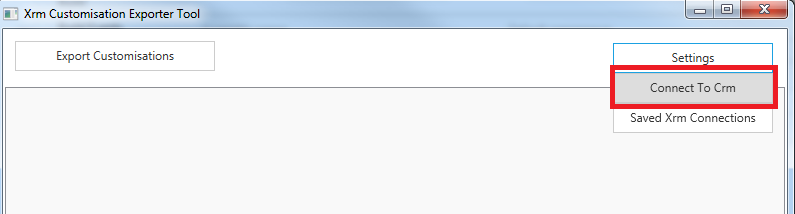 Xrm Customisation Exporter Tool
Export Customisations
Settings
Connect To Crm
Saved Xrm Connections